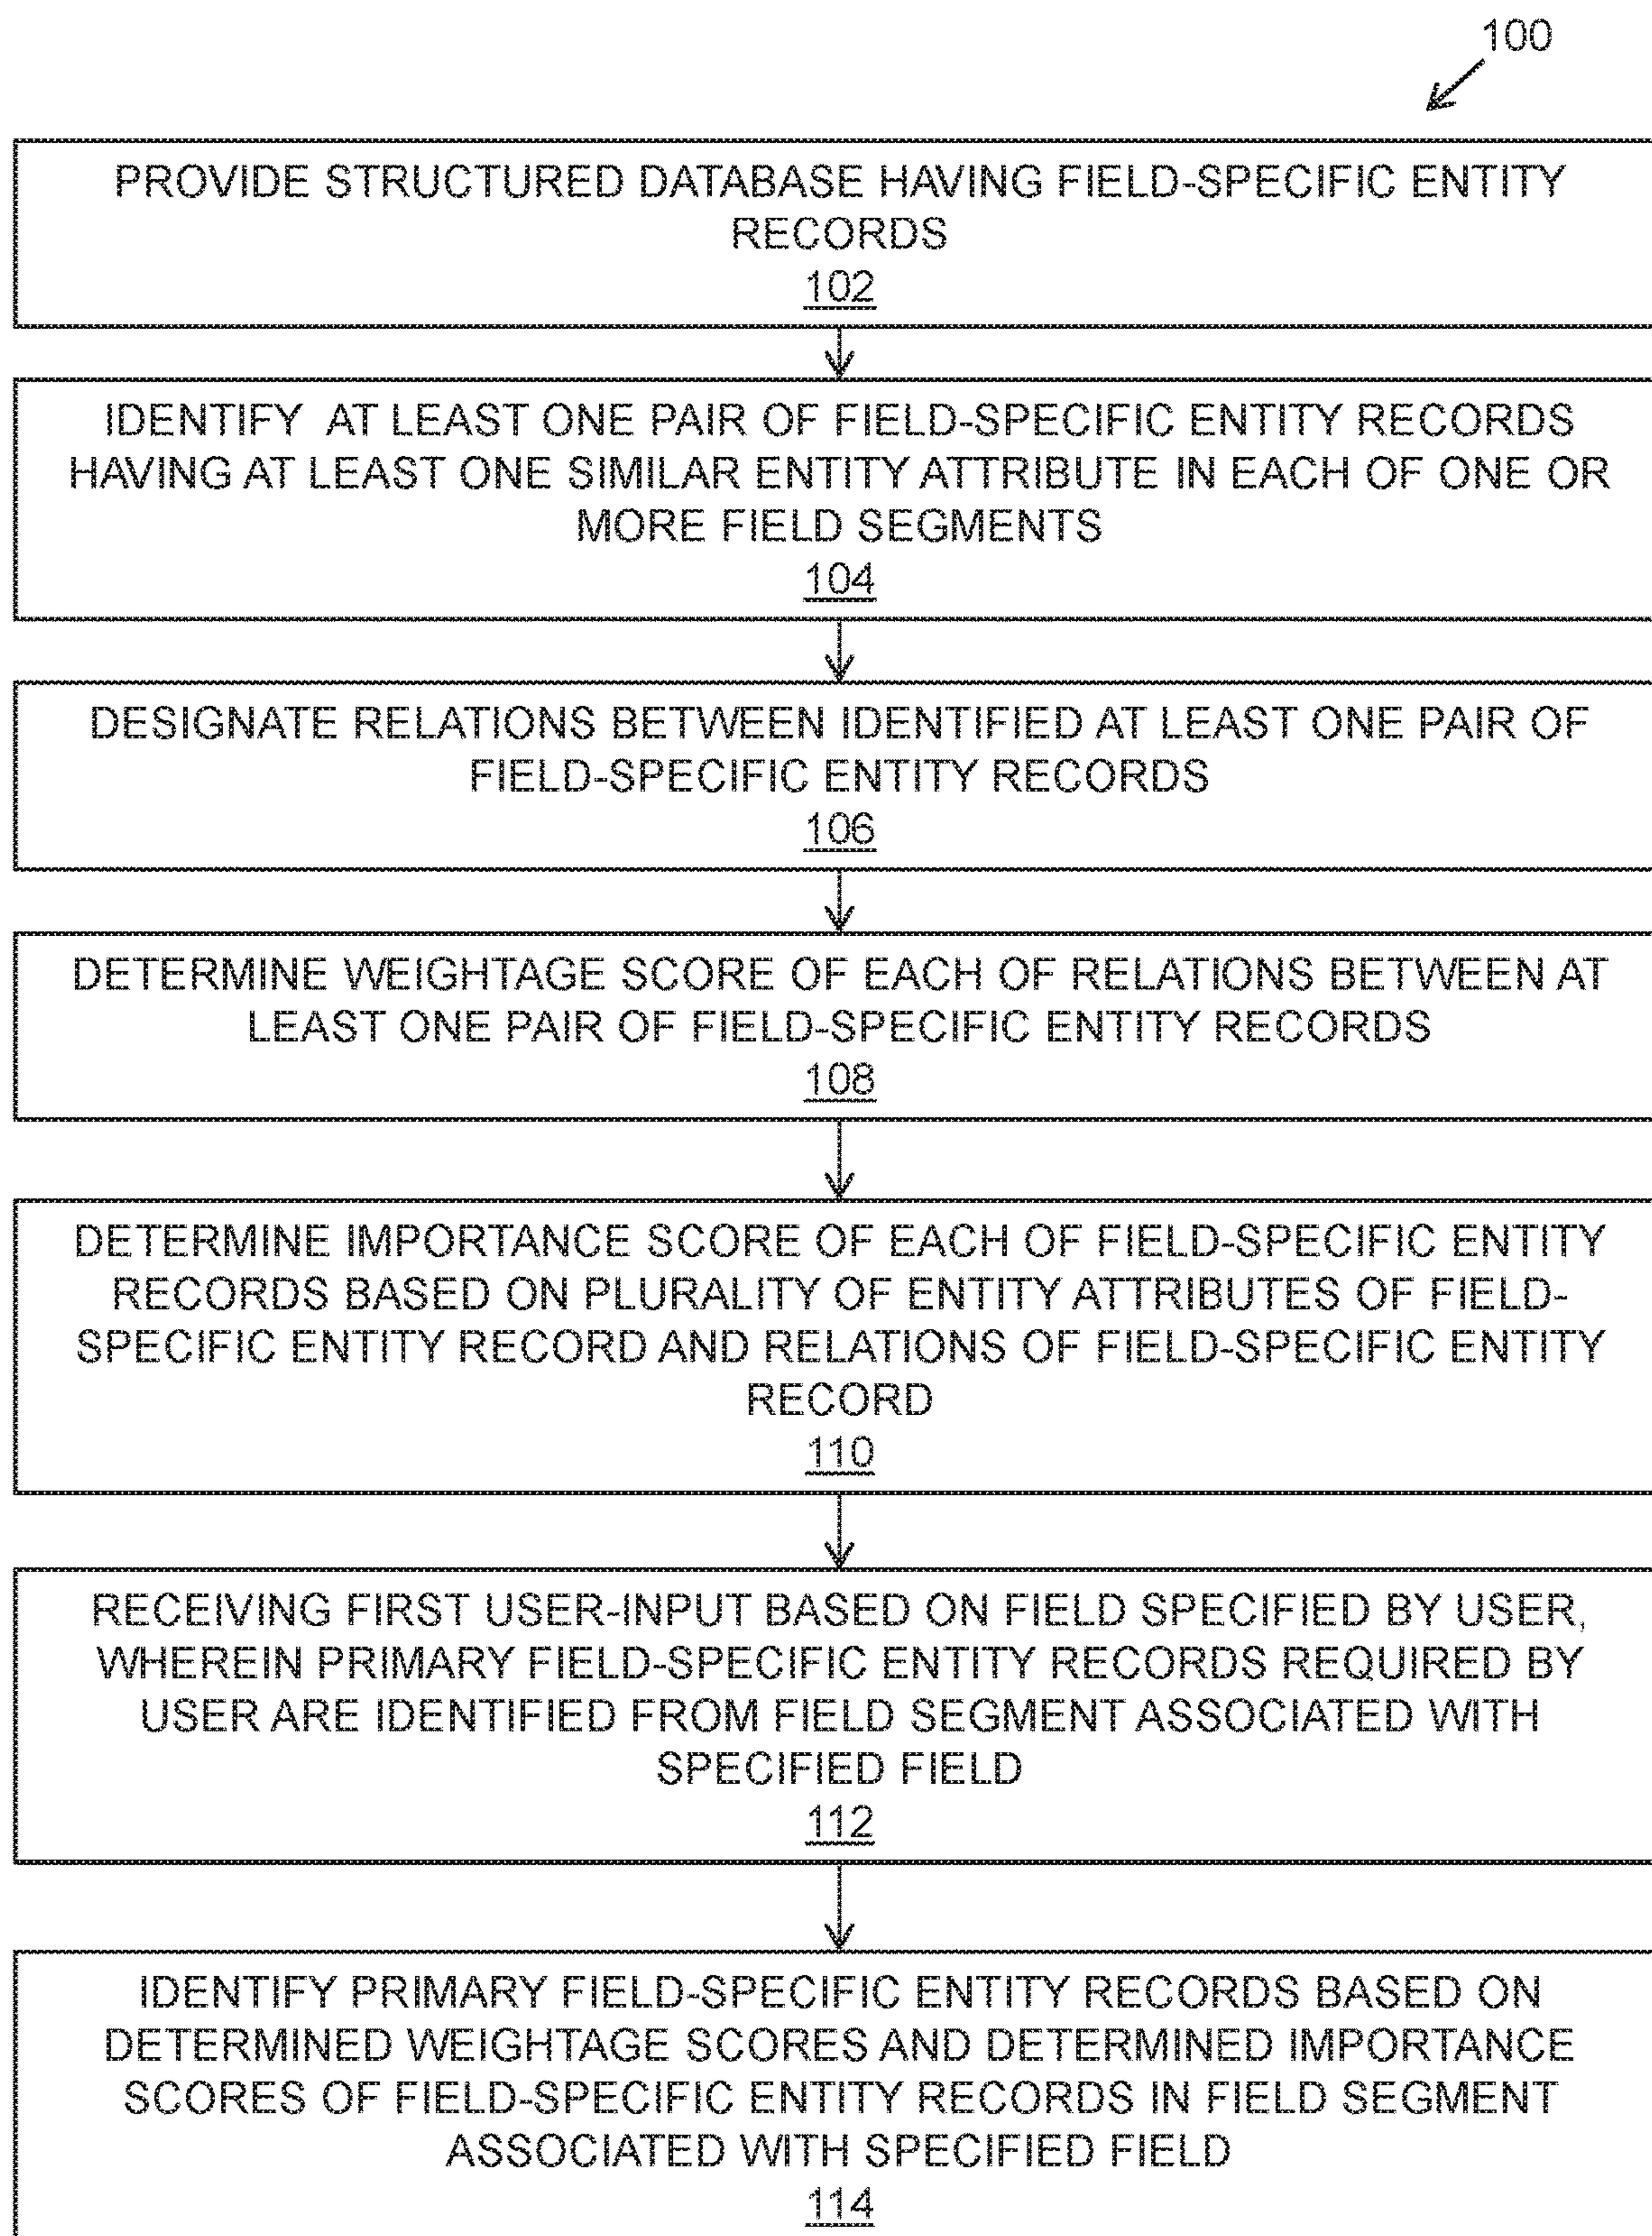 100
PROVIDE STRUCTURED DATABASE HAVING FIELD-SPECIFIC ENTITY
RECORDS
102
IDENTIFY AT LEAST ONE PAIR OF FIELD-SPECIFIC ENTITY RECORDS
HAVING AT LEAST ONE SIMILAR ENTITY ATTRIBUTE IN EACH OF ONE OR
MORE FIELD SEGMENTS
104
DESIGNATE RELATIONS BETWEEN IDENTIFIED AT LEAST ONE PAIR OF
FIELD-SPECIFIC ENTITY RECORDS
106
DETERMINE WEIGHTAGE SCORE OF EACH OF RELATIONS BETWEEN AT
LEAST ONE PAIR OF FIELD-SPECIFIC ENTITY RECORDS
108
DETERMINE IMPORTANCE SCORE OF EACH OF FIELD-SPECIFIC ENTITY
RECORDS BASED ON PLURALITY OF ENTITY ATTRIBUTES OF FIELD-
SPECIFIC ENTITY RECORD AND RELATIONS OF FIELD-SPECIFIC ENTITY
RECORD
110
RECEIVING FIRST USER-INPUT BASED ON FIELD SPECIFIED BY USER,
WHEREIN PRIMARY FIELD-SPECIFIC ENTITY RECORDS REQUIRED BY
USER ARE IDENTIFIED FROM FIELD SEGMENT ASSOCIATED WITH
SPECIFIED FIELD
112
IDENTIFY PRIMARY FIELD-SPECIFIC ENTITY RECORDS BASED ON
DETERMINED WEIGHTAGE SCORES AND DETERMINED IMPORTANCE
SCORES OF FIELD-SPECIFIC ENTITY RECORDS IN FIELD SEGMENT
ASSOCIATED WITH SPECIFIED FIELD
114